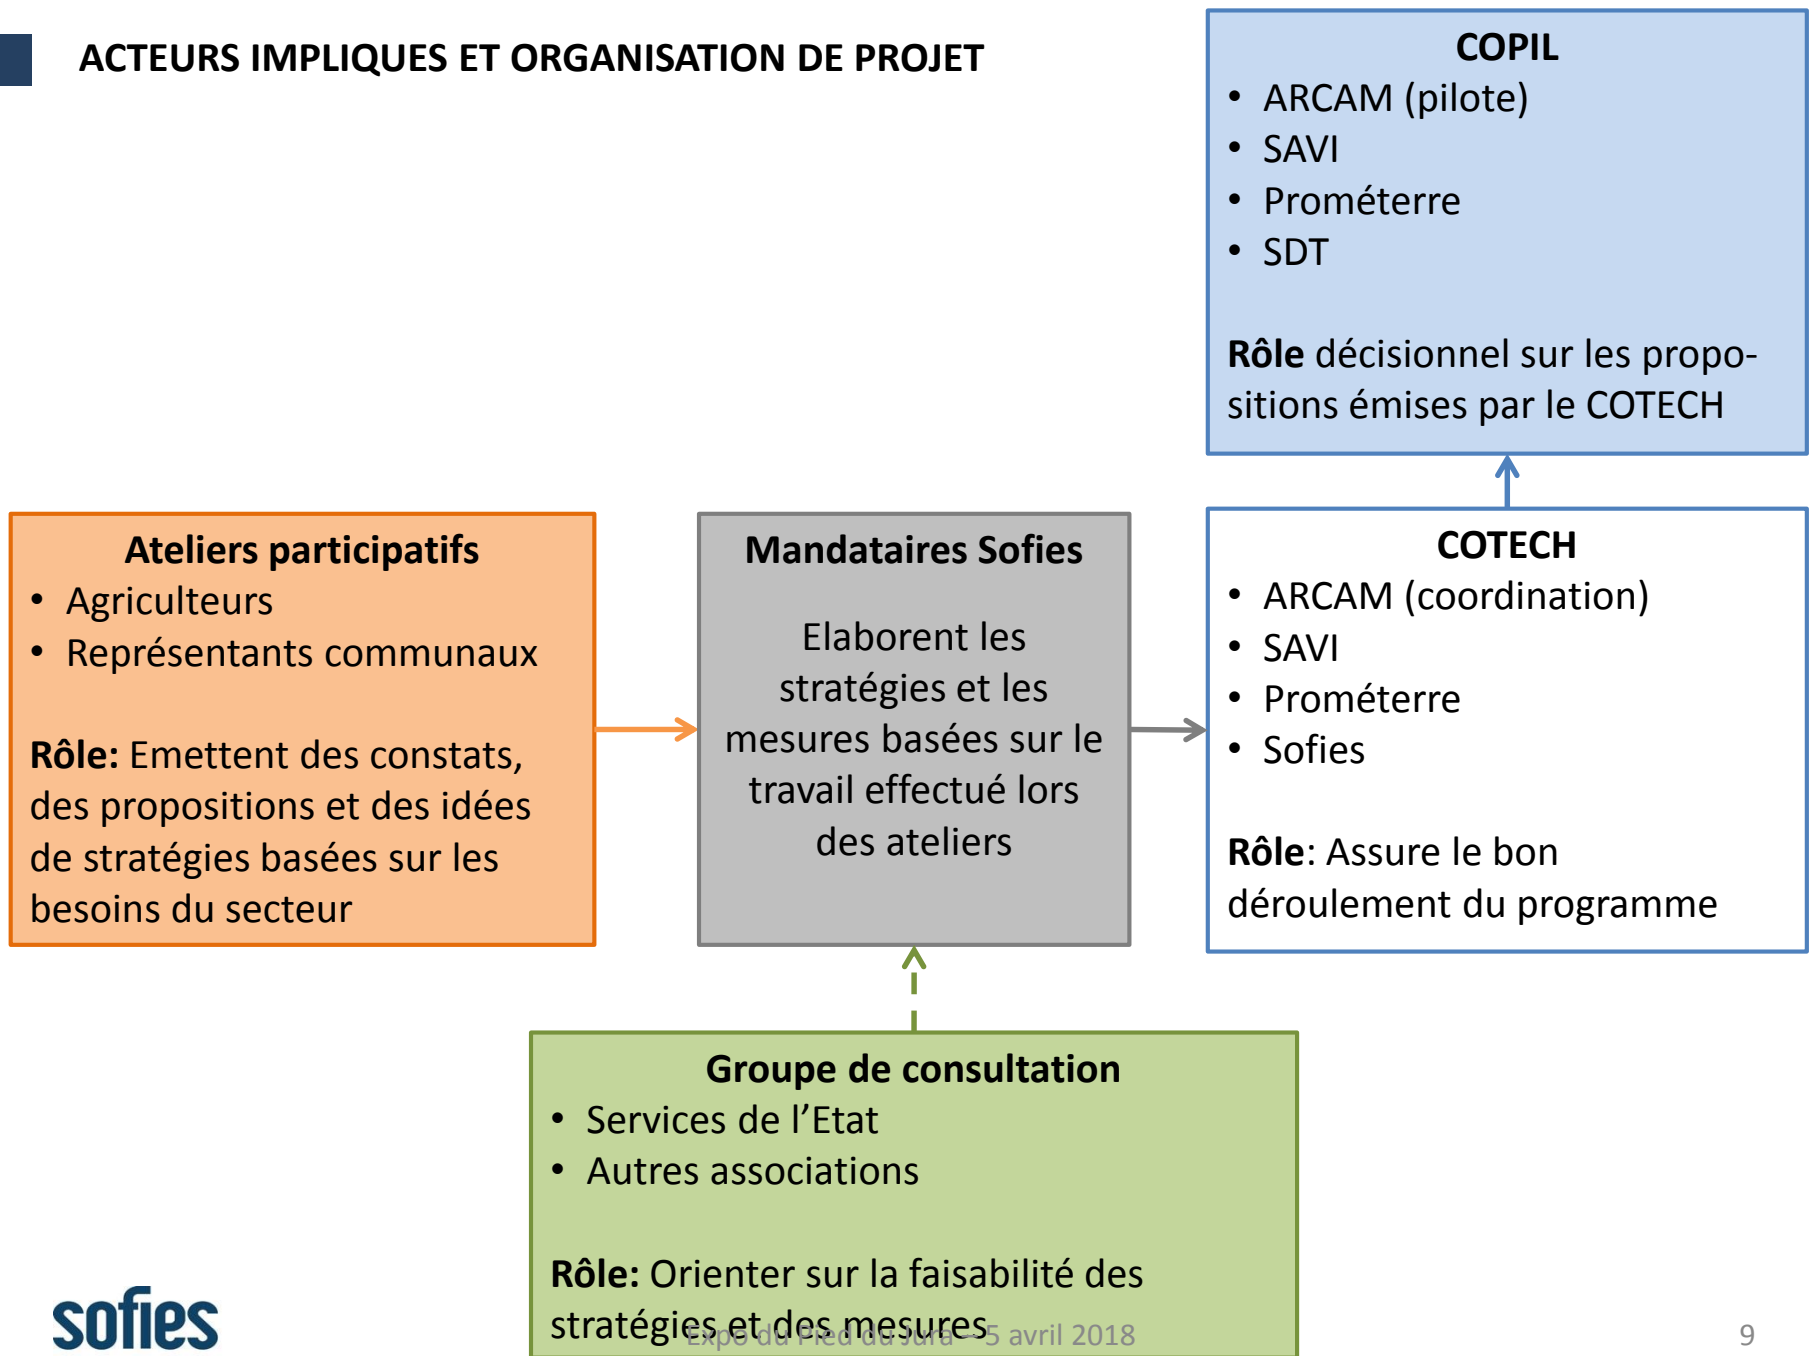 ACTEURS IMPLIQUES ET ORGANISATION DE PROJET
COPIL
• ARCAM (pilote)
• SAVI
• Prométerre
• SDT
Rôle décisionnel sur les propo-
sitions émises par le COTECH
Ateliers participatifs
• Agriculteurs
• Représentants communaux
Rôle: Emettent des constats,
des propositions et des idées
de stratégies basées sur les
besoins du secteur
Mandataires Sofies
Elaborent les
stratégies et les
mesures basées sur le
travail effectué lors
des ateliers
COTECH
• ARCAM (coordination)
• SAVI
• Prométerre
• Sofies
Rôle: Assure le bon
déroulement du programme
Groupe de consultation
• Services de l’Etat
• Autres associations
Rôle: Orienter sur la faisabilité des
stratégies et des mesures
sofies
Expo du Pied du Jura – 5 avril 2018
9